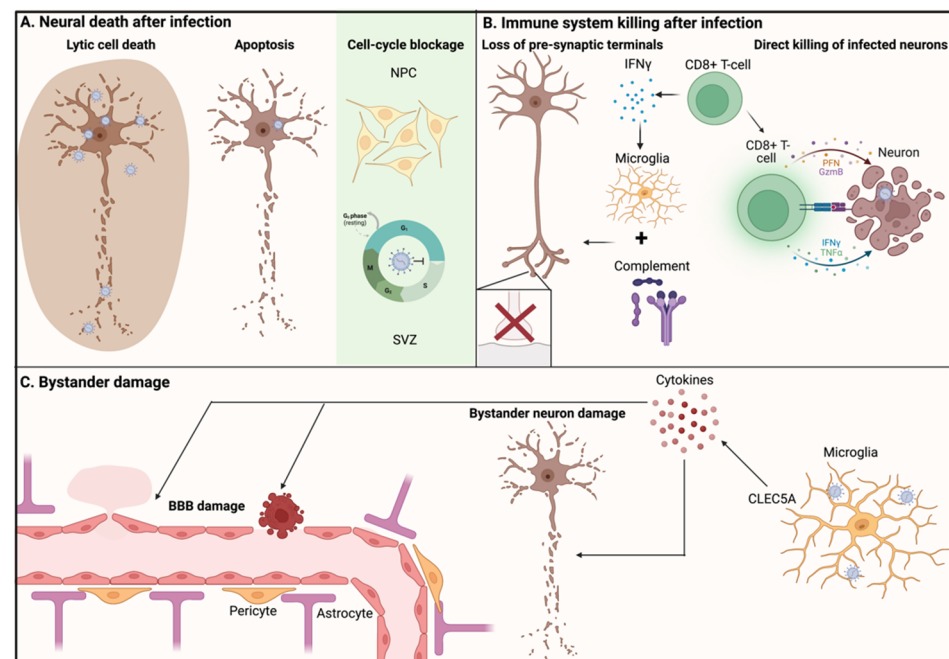 A. Neural death after infection
Lytic cell death
Apoptosis
Cell-cycle blockage
NPC
G₀ phase
(resting)
G₁
M
S
G₂
SVZ
B. Immune system killing after infection
Loss of pre-synaptic terminals
Direct killing of infected neurons
IFNγ
CD8+ T-cell
Microglia
+
Complement
CD8+ T-
cell
Neuron
PFN
GzmB
IFNγ
TNFα
C. Bystander damage
Cytokines
Bystander neuron damage
Microglia
CLEC5A
BBB damage
Pericyte
Astrocyte